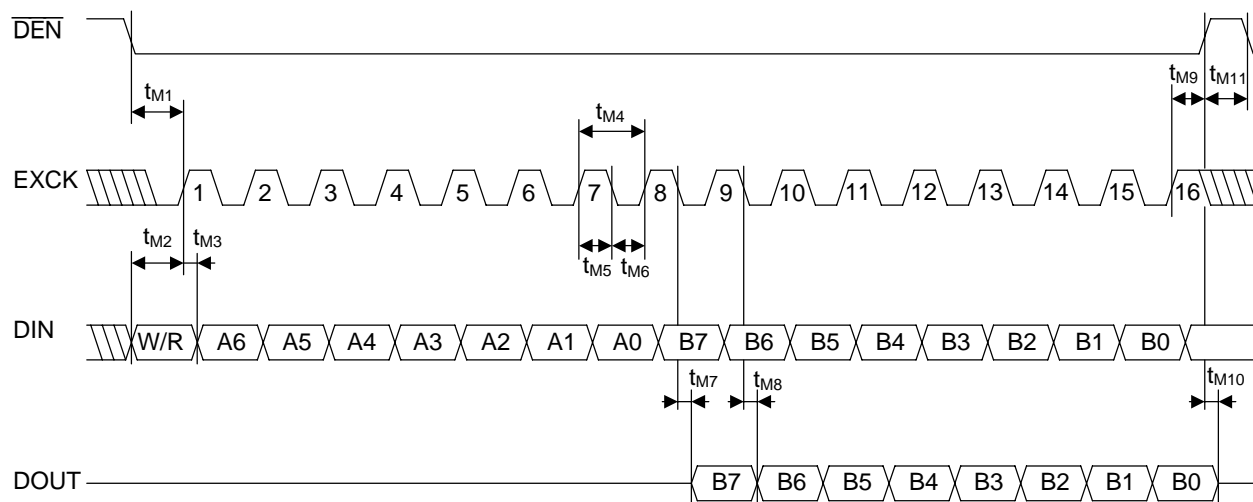 DEN
tM1
tM9
tM11
tM4
EXCK
1 2 3 4 5 6 7 8 9 10 11 12 13 14 15 16
tM2
tM3
tM5
tM6
DIN
W/R A6 A5 A4 A3 A2 A1 A0 B7 B6 B5 B4 B3 B2 B1 B0
tM7
tM8
tM10
DOUT
B7 B6 B5 B4 B3 B2 B1 B0